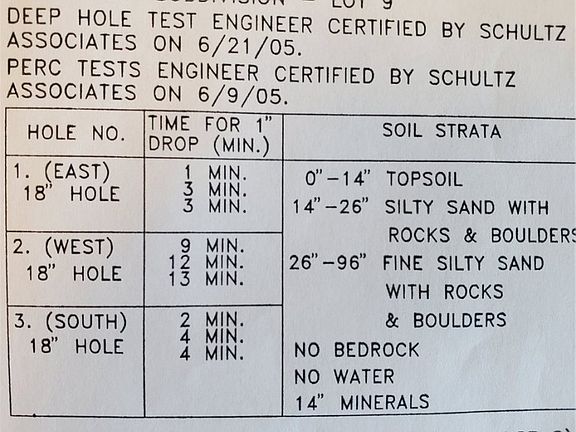 SUBDIVISION - LOT 9
DEEP HOLE TEST ENGINEER CERTIFIED BY SCHULTZ
ASSOCIATES ON 6/21/05.
PERC TESTS ENGINEER CERTIFIED BY SCHULTZ
ASSOCIATES ON 6/9/05.
HOLE NO.
TIME FOR 1"
DROP (MIN.)
SOIL STRATA
1. (EAST)
18" HOLE
1 MIN.
3 MIN.
3 MIN.
2. (WEST)
18" HOLE
9 MIN.
12 MIN.
13 MIN.
3. (SOUTH)
18" HOLE
2 MIN.
4 MIN.
4 MIN.
0"-14" TOPSOIL
14"-26" SILTY SAND WITH
ROCKS & BOULDERS
26"-96" FINE SILTY SAND
WITH ROCKS
& BOULDERS
NO BEDROCK
NO WATER
14" MINERALS